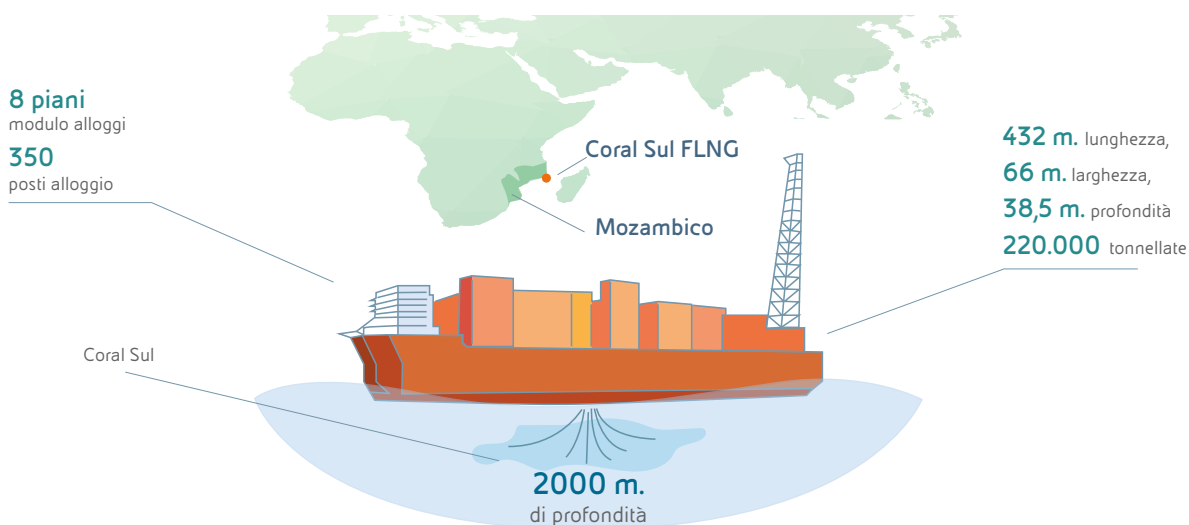 8 piani
modulo alloggi
350
posti alloggio
Coral Sul FLNG
Mozambico
432 m. lunghezza,
66 m. larghezza,
38,5 m. profondità
220.000 tonnellate
Coral Sul
2000 m.
di profondità